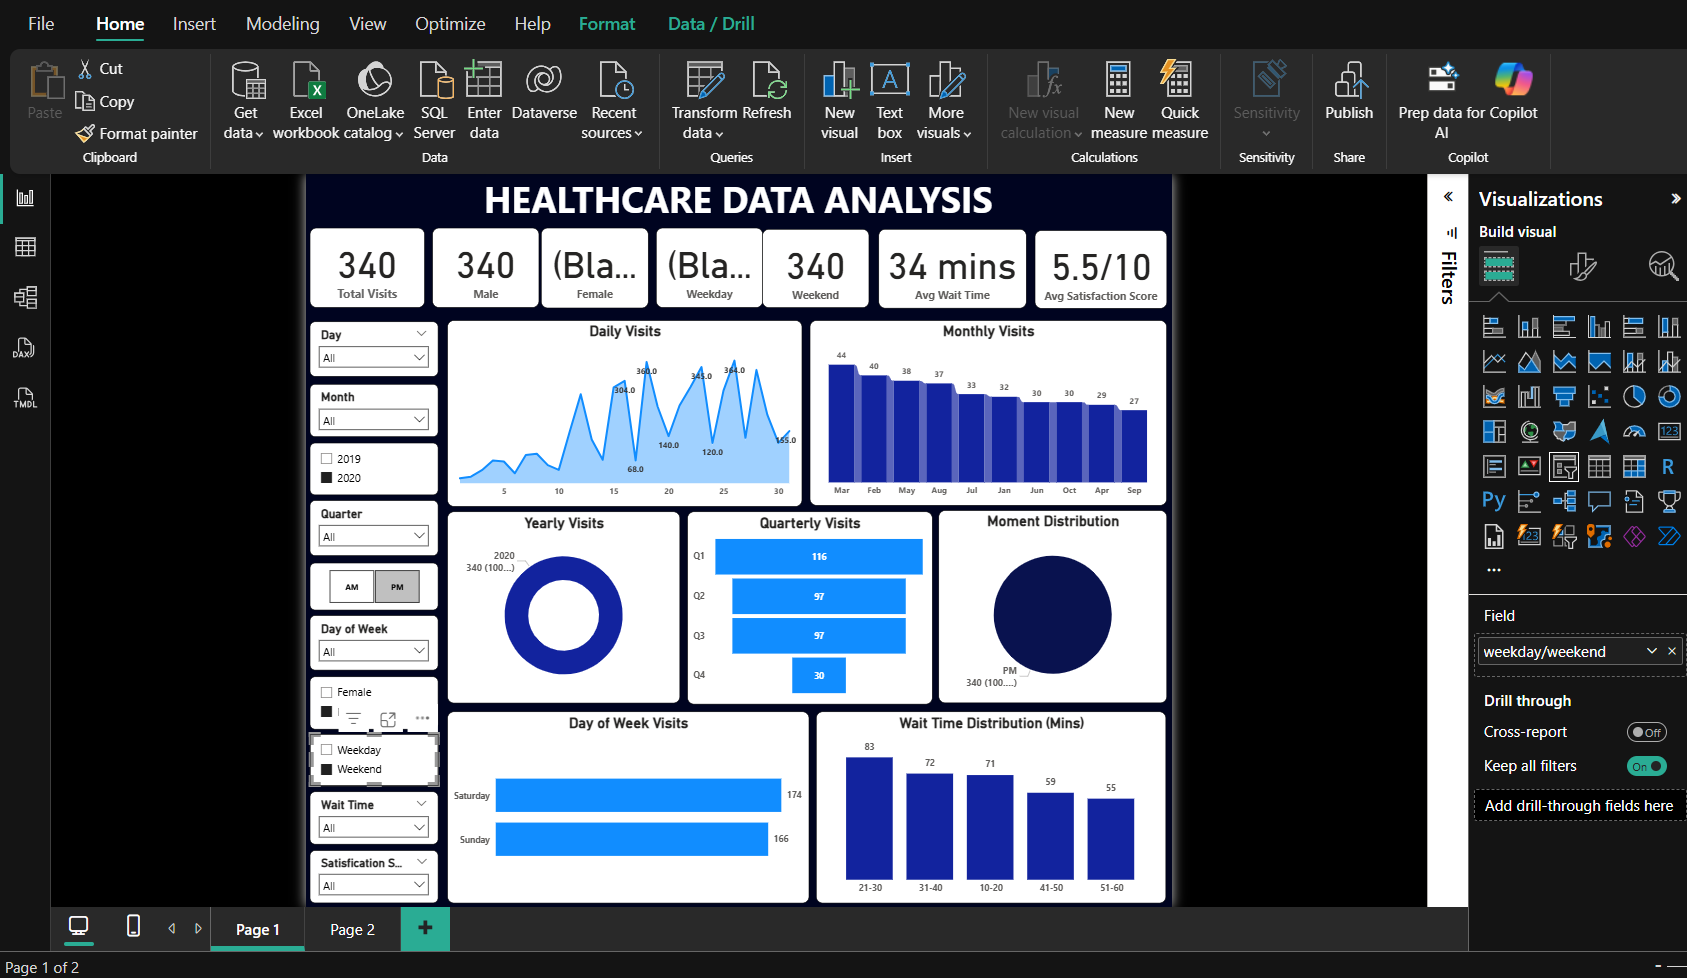 File Home Insert Modeling View Optimize Help Format Data / Drill
Paste
Cut
Copy
Format painter
Clipboard
Get data
Excel workbook
OneLake catalog
SQL Server
Enter data
Dataverse
Recent sources
Data
Transform data
Refresh
Queries
New visual
Text box
More visuals
Insert
New visual calculation
New measure
Quick measure
Calculations
Sensitivity
Sensitivity
Publish
Share
Prep data for AI
Copilot
Copilot
DAX
TMDL
HEALTHCARE DATA ANALYSIS
340
Total Visits
340
Male
(Bla...
Female
(Bla...
Weekday
340
Weekend
34 mins
Avg Wait Time
5.5/10
Avg Satisfaction Score
Day
All
Month
All
2019
2020
Quarter
All
AM PM
Day of Week
All
Female
Weekday
Weekend
Wait Time
All
Satisfication S...
All
Daily Visits
304.0 360.0 68.0 140.0 345.0 120.0 364.0 155.0
5 10 15 20 25 30
Monthly Visits
44 40 38 37 33 32 30 30 29 27
Mar Feb May Aug Jul Jan Jun Oct Apr Sep
Yearly Visits
2020
340 (100...)
Quarterly Visits
Q1 116
Q2 97
Q3 97
Q4 30
Moment Distribution
PM
340 (100....)
Day of Week Visits
Saturday 174
Sunday 166
Wait Time Distribution (Mins)
83 72 71 59 55
21-30 31-40 10-20 41-50 51-60
Filters
Visualizations
Build visual
123
R
Py
123
...
Field
weekday/weekend
Drill through
Cross-report Off
Keep all filters On
Add drill-through fields here
Page 1 Page 2 +
Page 1 of 2